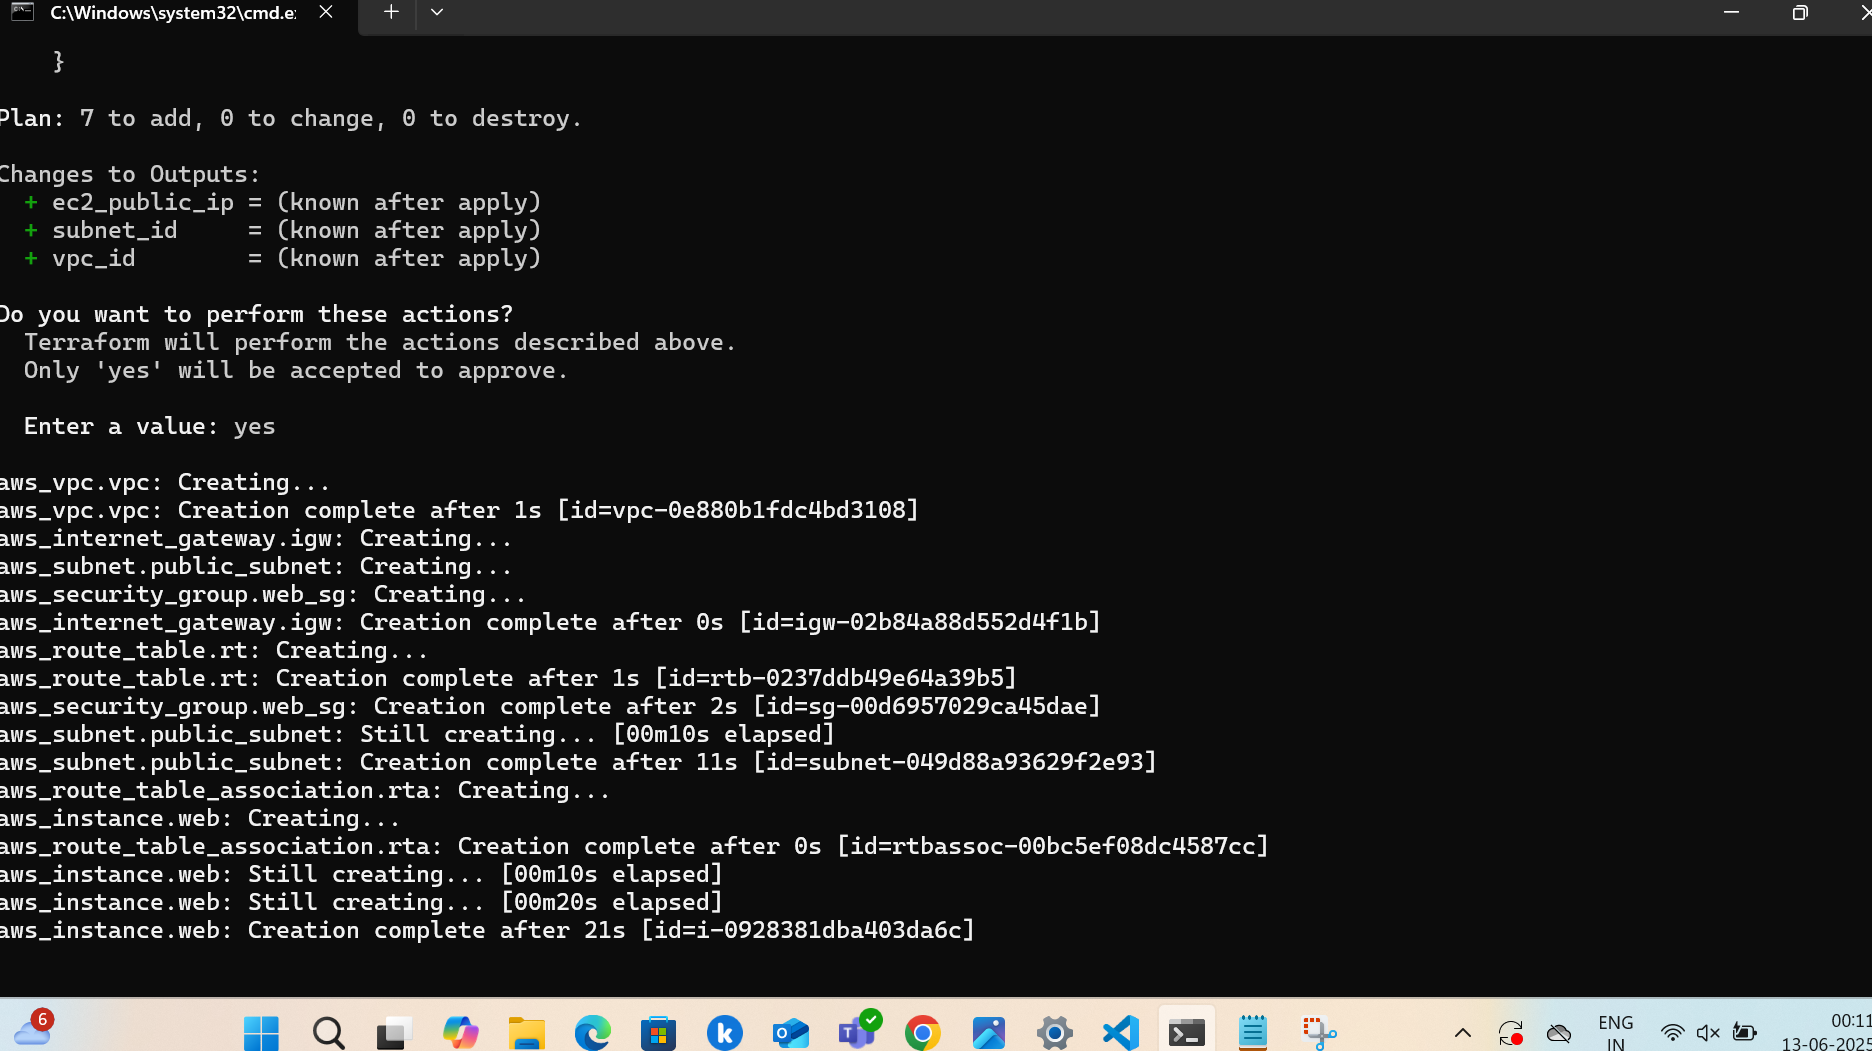 C:\Windows\system32\cmd.e
}
Plan: 7 to add, 0 to change, 0 to destroy.
Changes to Outputs:
+ ec2_public_ip = (known after apply)
+ subnet_id     = (known after apply)
+ vpc_id        = (known after apply)
Do you want to perform these actions?
Terraform will perform the actions described above.
Only 'yes' will be accepted to approve.
Enter a value: yes
aws_vpc.vpc: Creating...
aws_vpc.vpc: Creation complete after 1s [id=vpc-0e880b1fdc4bd3108]
aws_internet_gateway.igw: Creating...
aws_subnet.public_subnet: Creating...
aws_security_group.web_sg: Creating...
aws_internet_gateway.igw: Creation complete after 0s [id=igw-02b84a88d552d4f1b]
aws_route_table.rt: Creating...
aws_route_table.rt: Creation complete after 1s [id=rtb-0237ddb49e64a39b5]
aws_security_group.web_sg: Creation complete after 2s [id=sg-00d6957029ca45dae]
aws_subnet.public_subnet: Still creating... [00m10s elapsed]
aws_subnet.public_subnet: Creation complete after 11s [id=subnet-049d88a93629f2e93]
aws_route_table_association.rta: Creating...
aws_instance.web: Creating...
aws_route_table_association.rta: Creation complete after 0s [id=rtbassoc-00bc5ef08dc4587cc]
aws_instance.web: Still creating... [00m10s elapsed]
aws_instance.web: Still creating... [00m20s elapsed]
aws_instance.web: Creation complete after 21s [id=i-0928381dba403da6c]
6
ENG
IN
00:11
13-06-2025